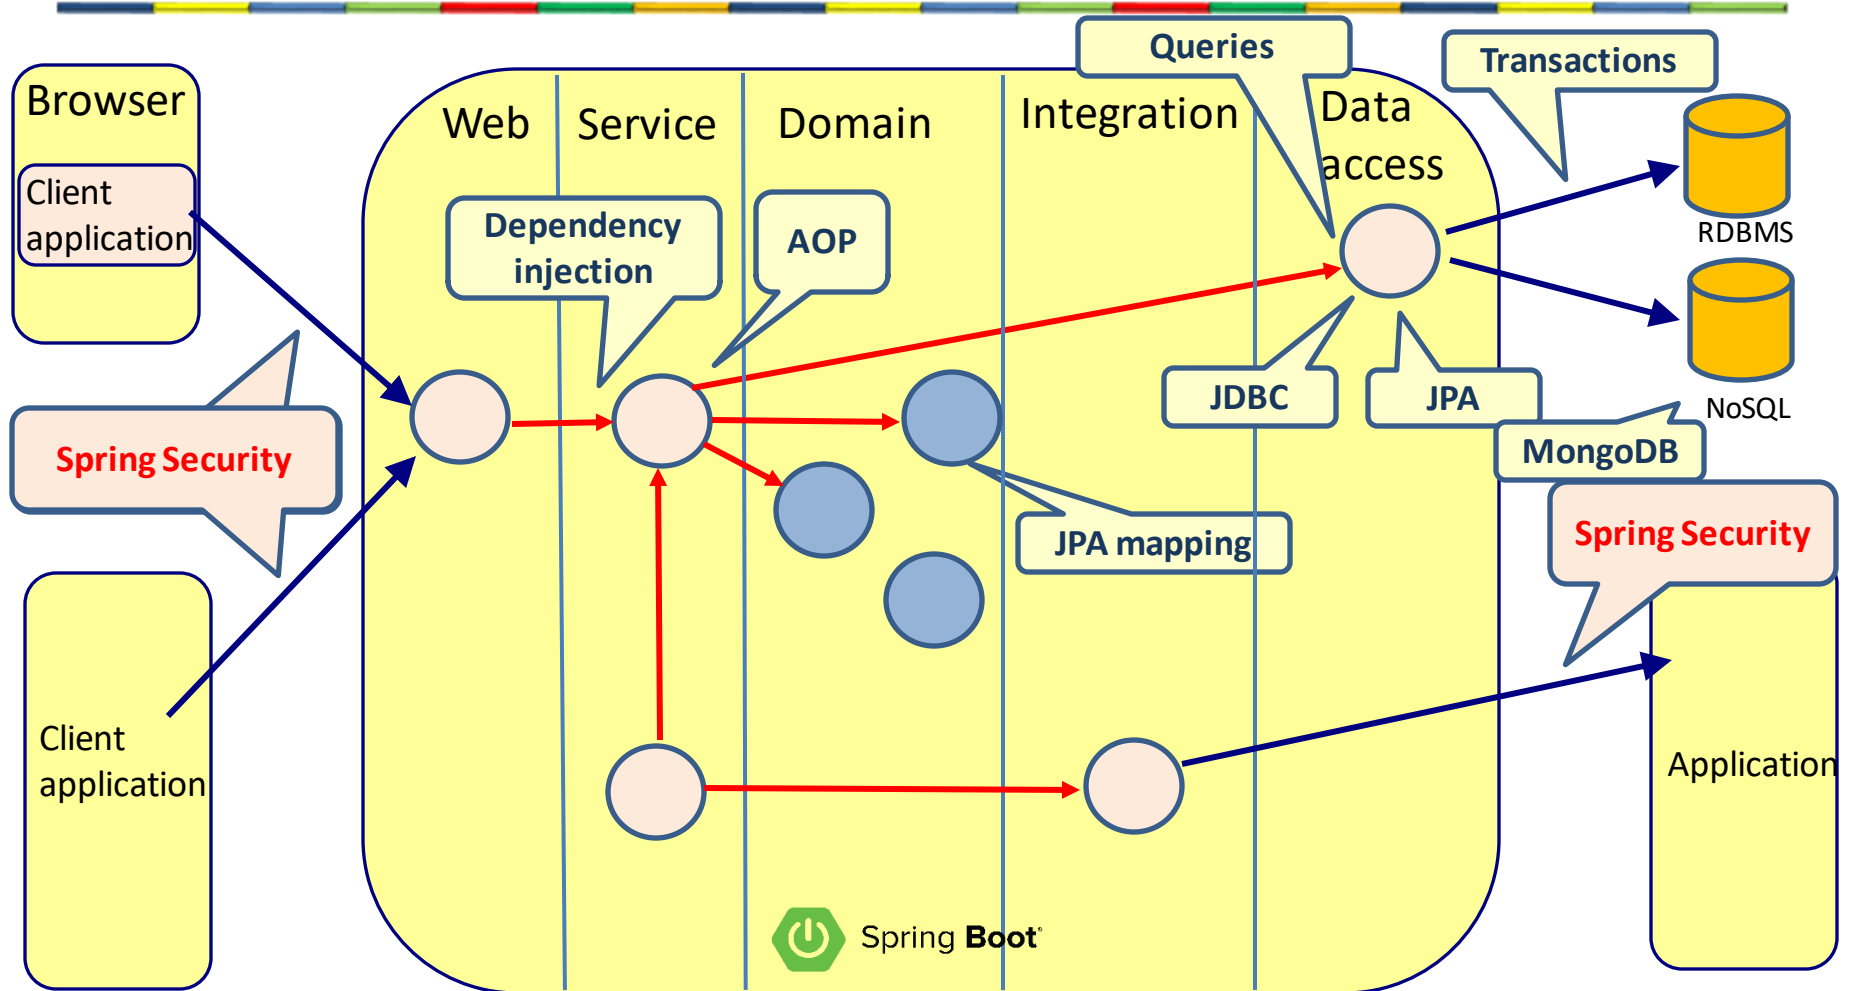 Queries
Transactions
Browser
Web
Service
Domain
Integration
Data
access
Client
application
Dependency
injection
AOP
RDBMS
JDBC
JPA
NoSQL
MongoDB
Spring Security
JPA mapping
Spring Security
Client
application
Application
Spring Boot